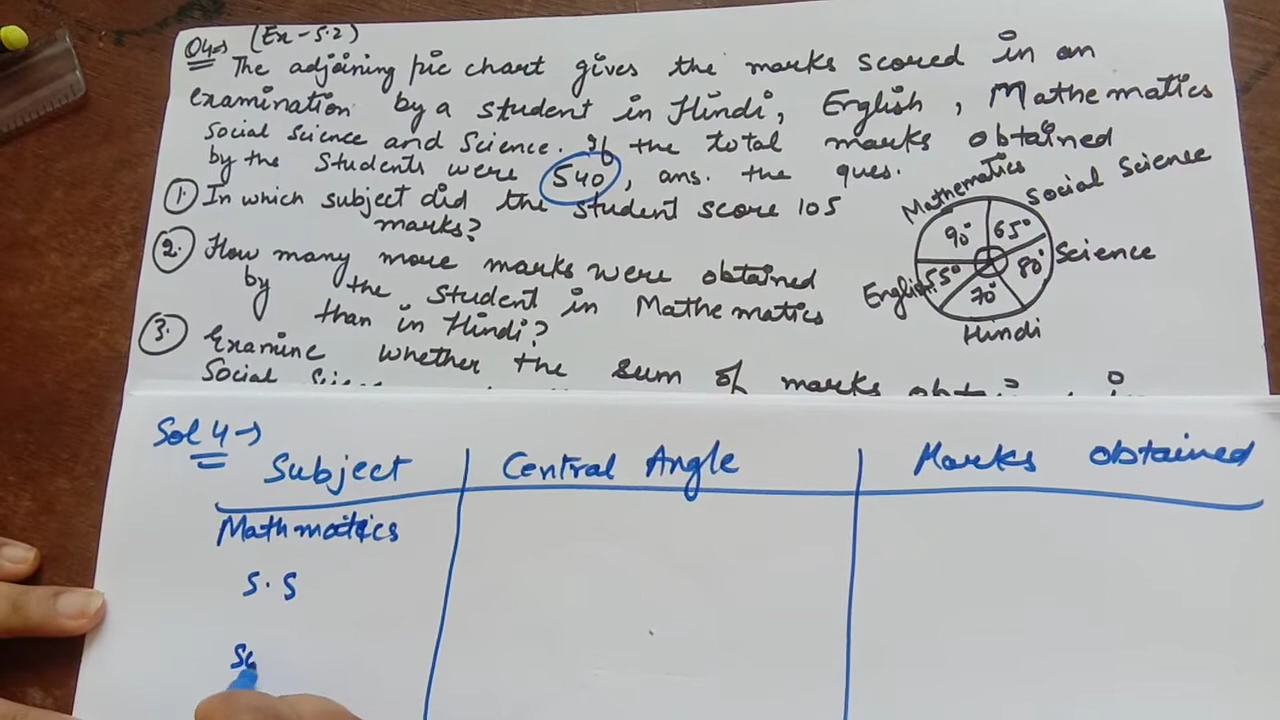 Q4→ (Ex-5.2)
The adjoining pie chart gives the marks scored in an
examination by a student in Hindi, English, Mathematics
Social Science and Science. If the total marks obtained
by the students were 540, ans. the ques.
1. In which subject did the student score 105
marks?
2. How many more marks were obtained
by the student in Mathematics
than in Hindi?
3. Examine whether the sum of marks
Social
Mathematics
Social Science
90°
65°
English
55°
80°
Science
70°
Hindi
Sol 4→
Subject
Central Angle
Marks obtained
Mathmatics
S.S